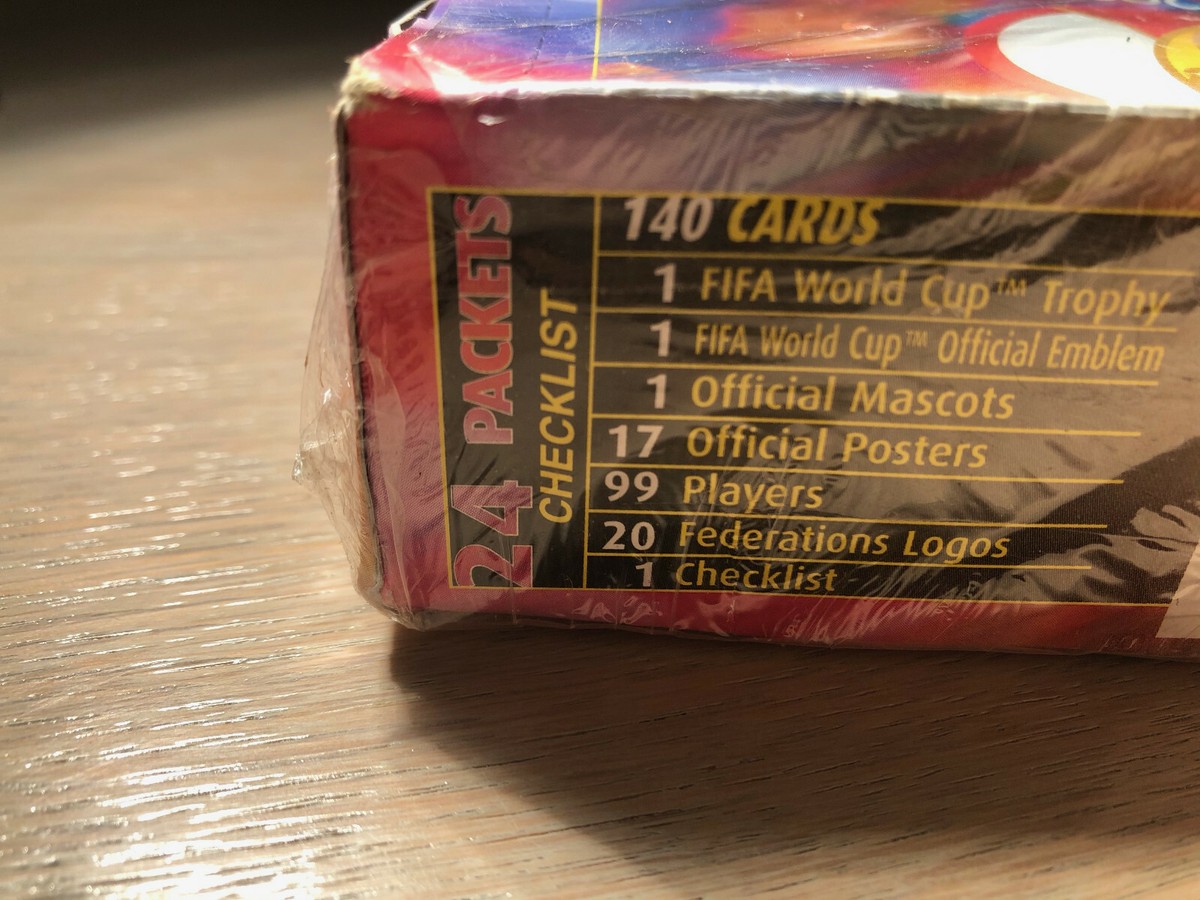 24 PACKETS
CHECKLIST
140 CARDS
1 FIFA World Cup™ Trophy
1 FIFA World Cup™ Official Emblem
1 Official Mascots
17 Official Posters
99 Players
20 Federations Logos
1 Checklist